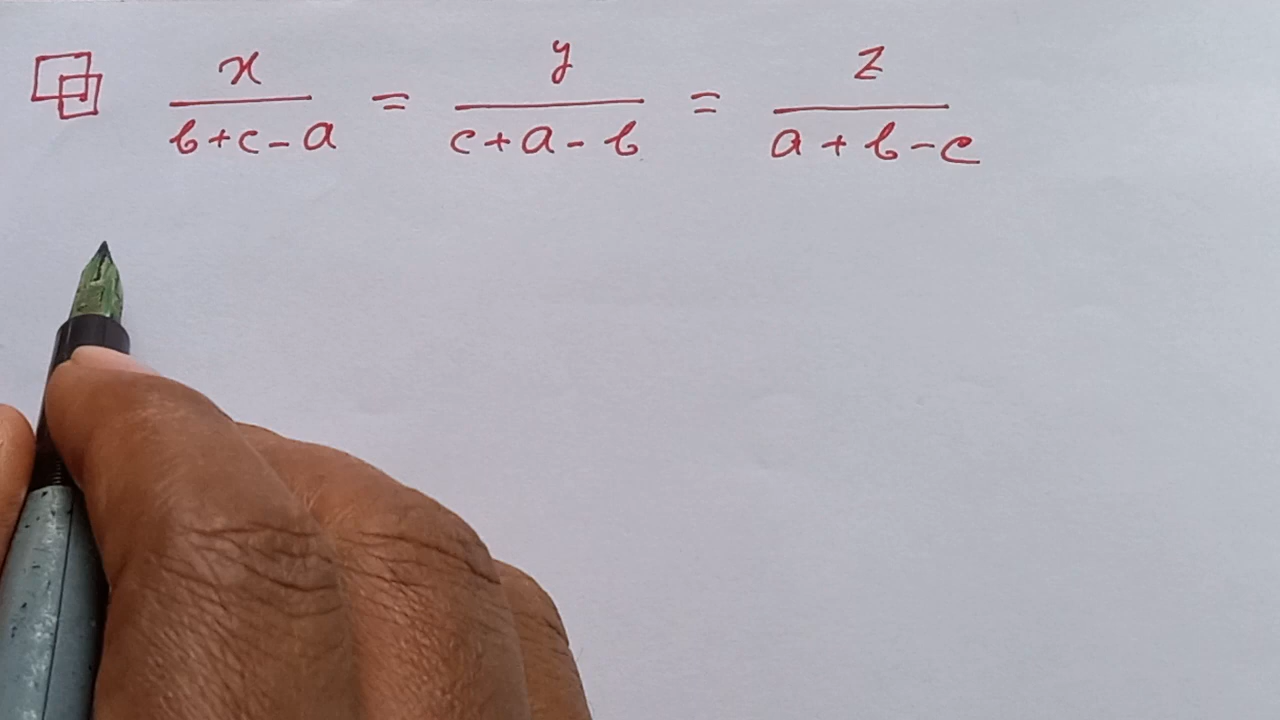 x/(b+c-a) = y/(c+a-b) = z/(a+b-c)